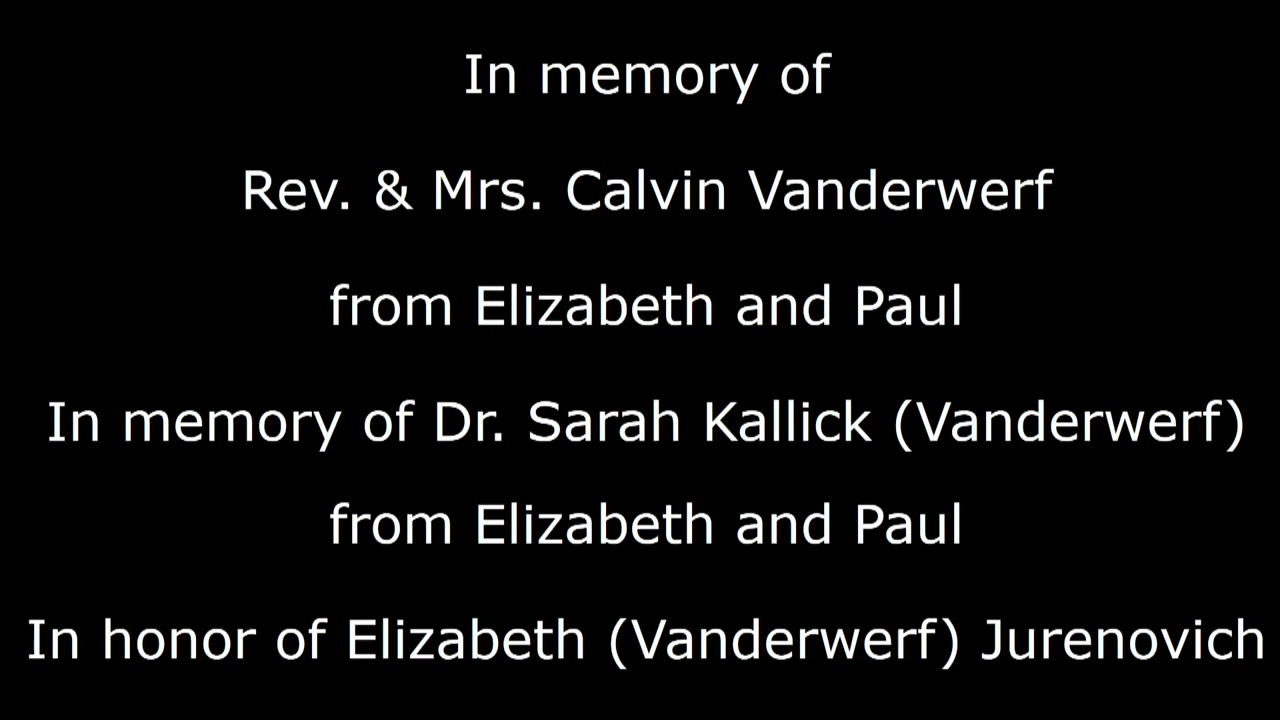 In memory of
Rev. & Mrs. Calvin Vanderwerf
from Elizabeth and Paul
In memory of Dr. Sarah Kallick (Vanderwerf)
from Elizabeth and Paul
In honor of Elizabeth (Vanderwerf) Jurenovich